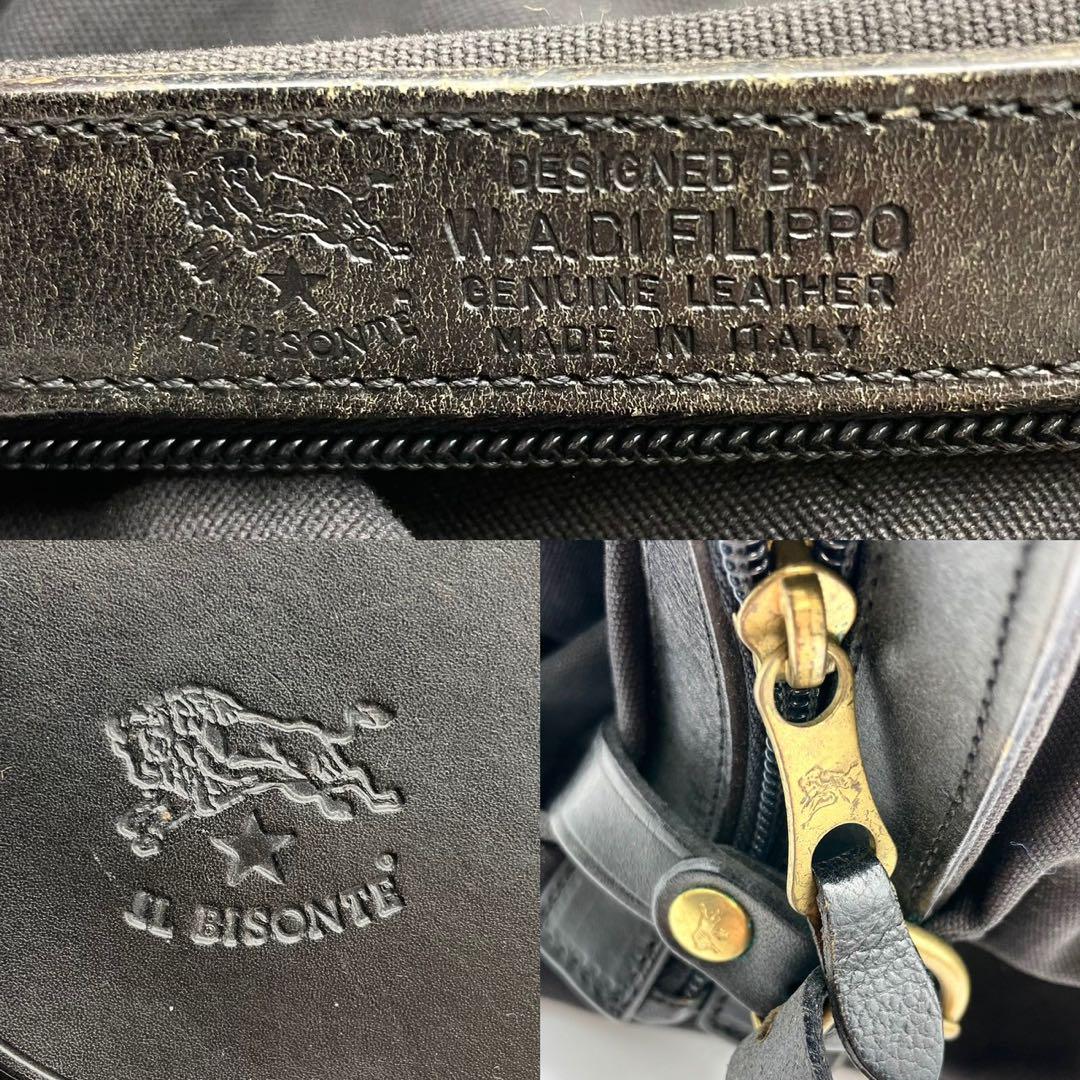 IL BISONTE
DESIGNED BY
W.A.DI FILIPPO
GENUINE LEATHER
MADE IN ITALY
IL BISONTE